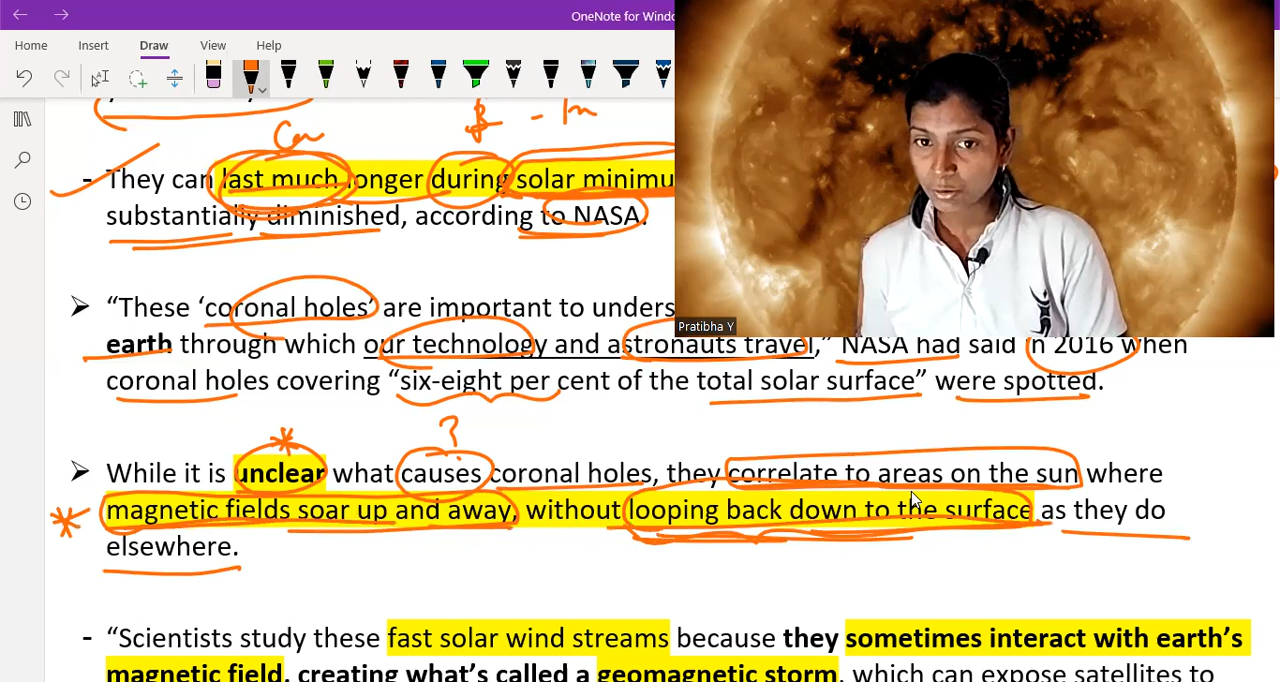 OneNote for Windo
Home Insert Draw View Help
- They can last much longer during solar minimu
substantially diminished, according to NASA.
➤ “These ‘coronal holes’ are important to unders
Pratibha Y
earth through which our technology and astronauts travel,” NASA had said in 2016 when
coronal holes covering “six-eight per cent of the total solar surface” were spotted.
?
➤ While it is unclear what causes coronal holes, they correlate to areas on the sun where
magnetic fields soar up and away, without looping back down to the surface as they do
elsewhere.
- “Scientists study these fast solar wind streams because they sometimes interact with earth’s
magnetic field, creating what’s called a geomagnetic storm, which can expose satellites to